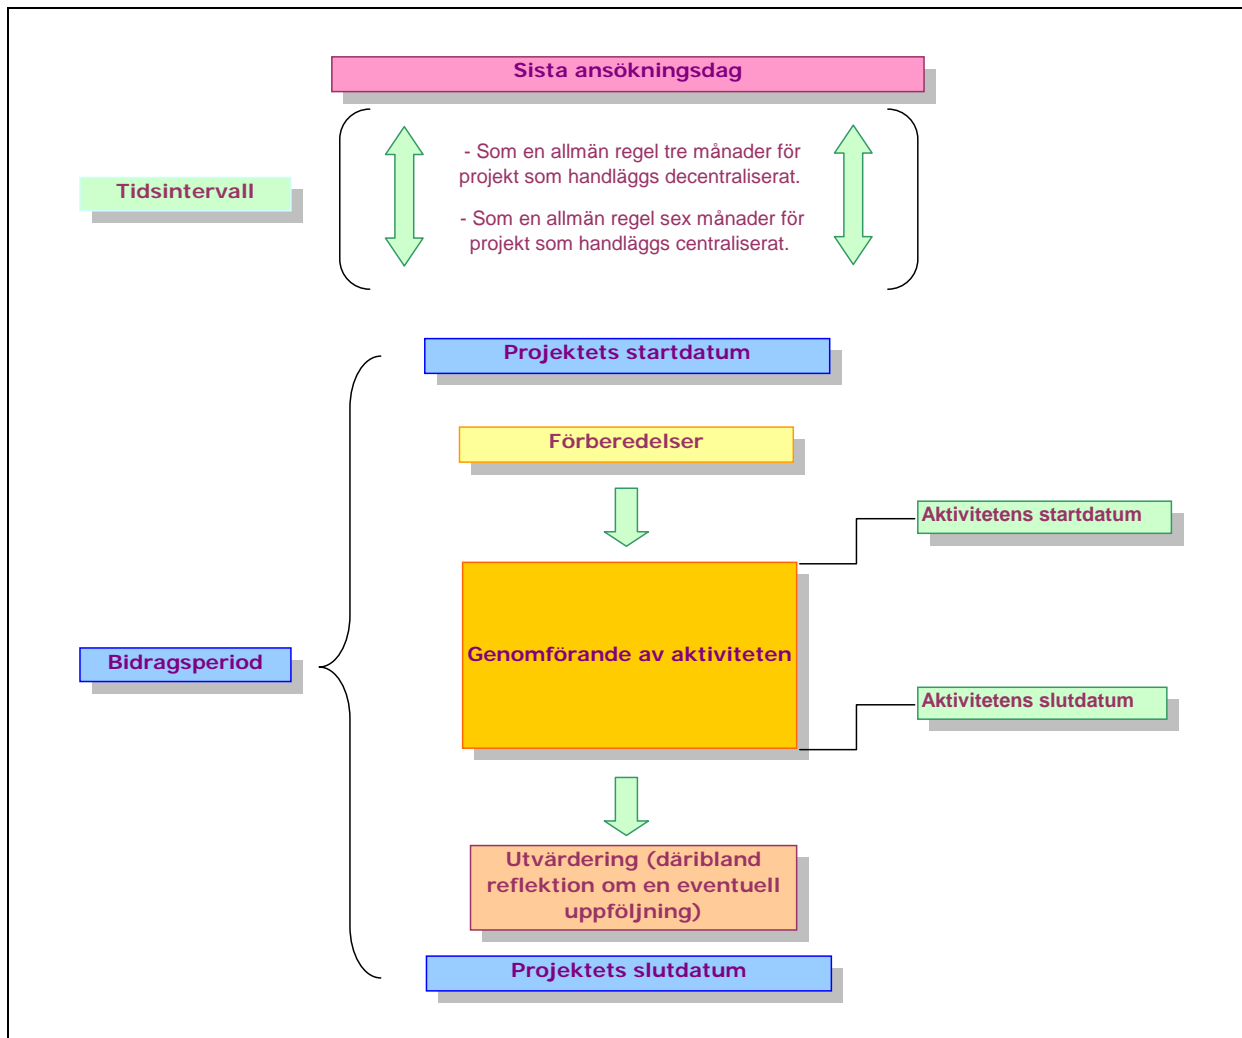 Sista ansökningsdag
Tidsintervall
- Som en allmän regel tre månader för
projekt som handläggs decentraliserat.
- Som en allmän regel sex månader för
projekt som handläggs centraliserat.
Projektets startdatum
Förberedelser
Aktivitetens startdatum
Genomförande av aktiviteten
Bidragsperiod
Aktivitetens slutdatum
Utvärdering (däribland
reflektion om en eventuell
uppföljning)
Projektets slutdatum